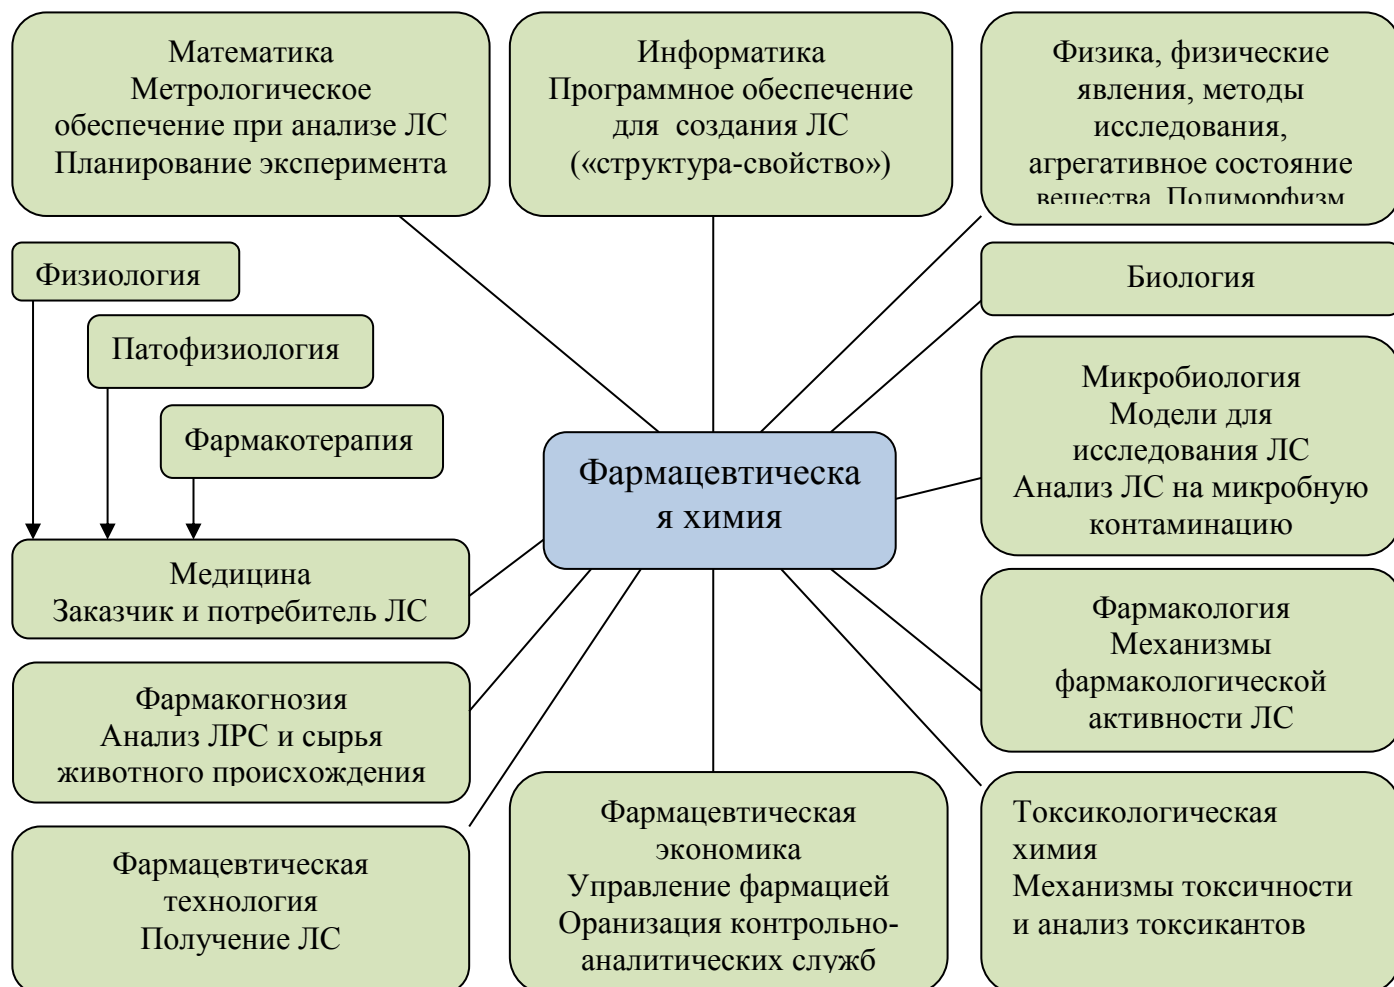 Математика
Метрологическое
обеспечение при анализе ЛС
Планирование эксперимента
Информатика
Программное обеспечение
для создания ЛС
(«структура-свойство»)
Физика, физические
явления, методы
исследования,
агрегативное состояние
вещества. Полиморфизм
Физиология
Биология
Патофизиология
Фармакотерапия
Микробиология
Модели для
исследования ЛС
Анализ ЛС на микробную
контаминацию
Фармацевтическа
я химия
Медицина
Заказчик и потребитель ЛС
Фармакология
Механизмы
фармакологической
активности ЛС
Фармакогнозия
Анализ ЛРС и сырья
животного происхождения
Фармацевтическая
технология
Получение ЛС
Фармацевтическая
экономика
Управление фармацией
Оранизация контрольно-
аналитических служб
Токсикологическая
химия
Механизмы токсичности
и анализ токсикантов